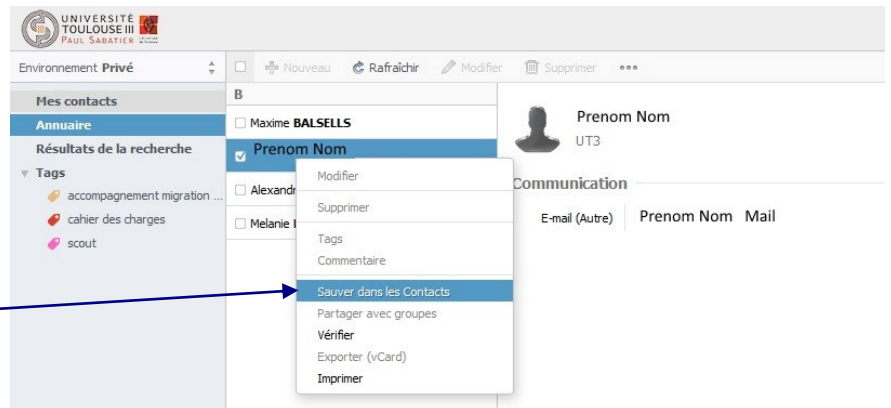 UNIVERSITÉ
TOULOUSE III
PAUL SABATIER
Environnement Privé
Nouveau Rafraîchir Modifier Supprimer
Mes contacts
Annuaire
Résultats de la recherche
Tags
accompagnement migration ...
cahier des charges
scout
B
Maxime BALSELLS
Prenom Nom
Alexandr
Melanie
Modifier
Supprimer
Tags
Commentaire
Sauver dans les Contacts
Partager avec groupes
Vérifier
Exporter (vCard)
Imprimer
Prenom Nom
UT3
Communication
E-mail (Autre) Prenom Nom Mail